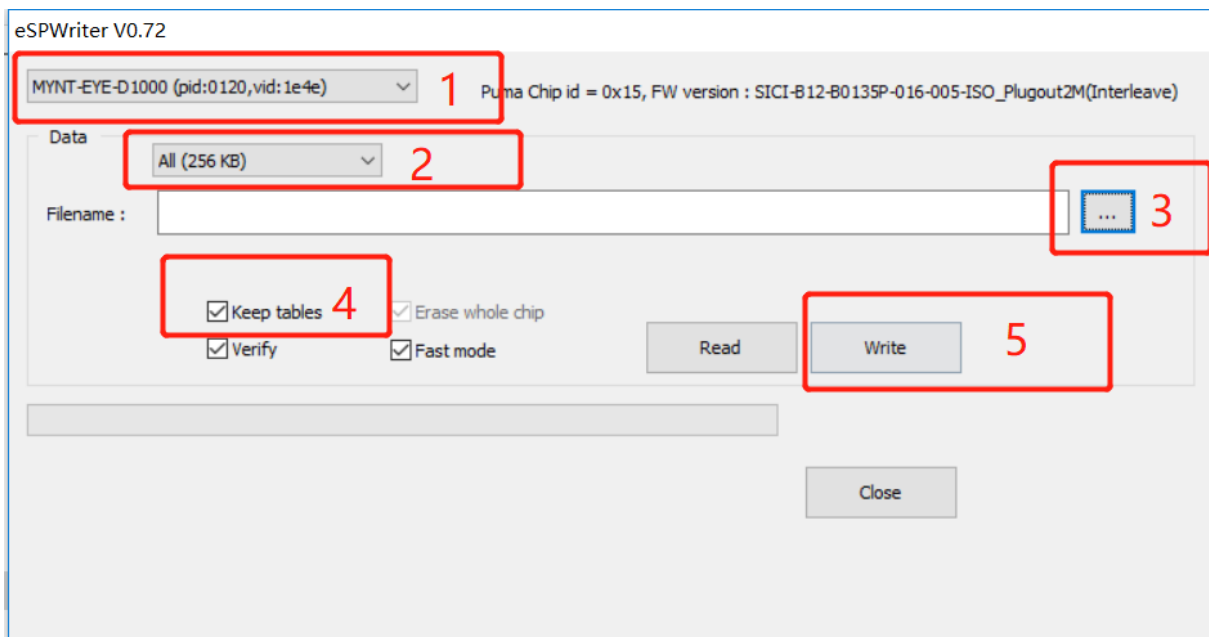 eSPWriter V0.72
MYNT-EYE-D1000 (pid:0120,vid:1e4e)
1
Puma Chip id = 0x15, FW version : SICI-B12-B0135P-016-005-ISO_Plugout2M(Interleave)
Data
All (256 KB)
2
Filename :
...
3
Keep tables
4
Erase whole chip
Verify
Fast mode
Read
Write
5
Close